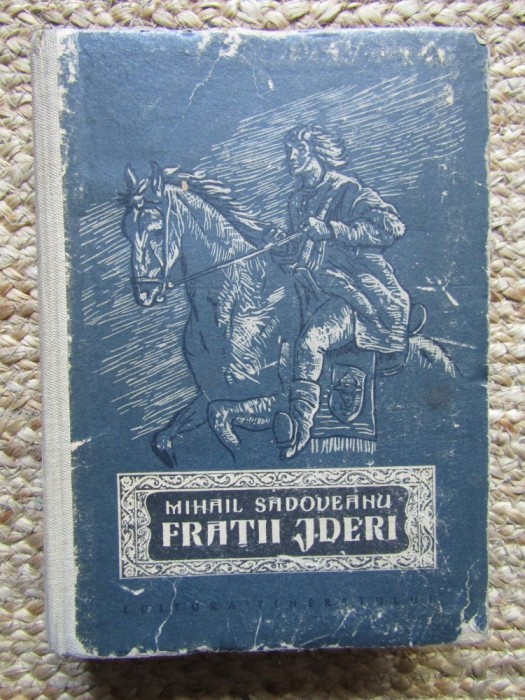 MIHAIL SADOVEANU
FRAȚII JDERI
EDITURA TINERETULUI